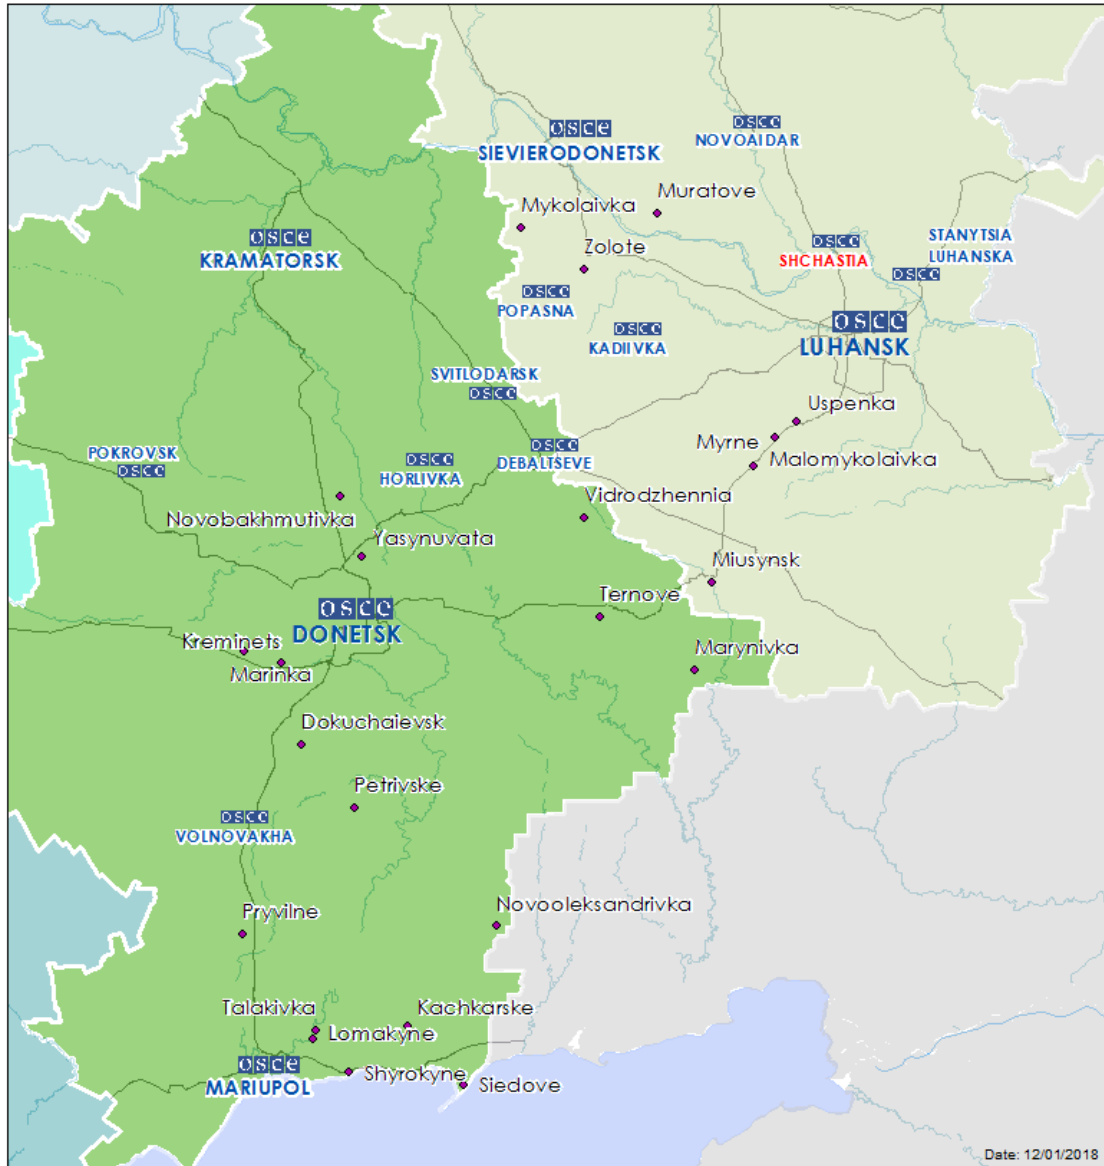 OSCE
SIEVIERODONETSK
OSCE
NOVOAIDAR
Muratove
Mykolaivka
OSCE
KRAMATORSK
Zolote
OSCE
SHCHASTIA
STANYTSIA
LUHANSKA
OSCE
OSCE
POPASNA
OSCE
KADIIVKA
OSCE
LUHANSK
SVITLODARSK
OSCE
Uspenka
Myrne
Malomykolaivka
POKROVSK
OSCE
OSCE
HORLIVKA
OSCE
DEBALTSEVE
Vidrodzhennia
Novobakhmutivka
Yasynuvata
Miusynsk
Ternove
OSCE
DONETSK
Kreminets
Marinka
Marynivka
Dokuchaievsk
Petrivske
OSCE
VOLNOVAKHA
Novooleksandrivka
Pryvilne
Talakivka
Kachkarske
Lomakyne
OSCE
MARIUPOL
Shyrokyne
Siedove
Date: 12/01/2018